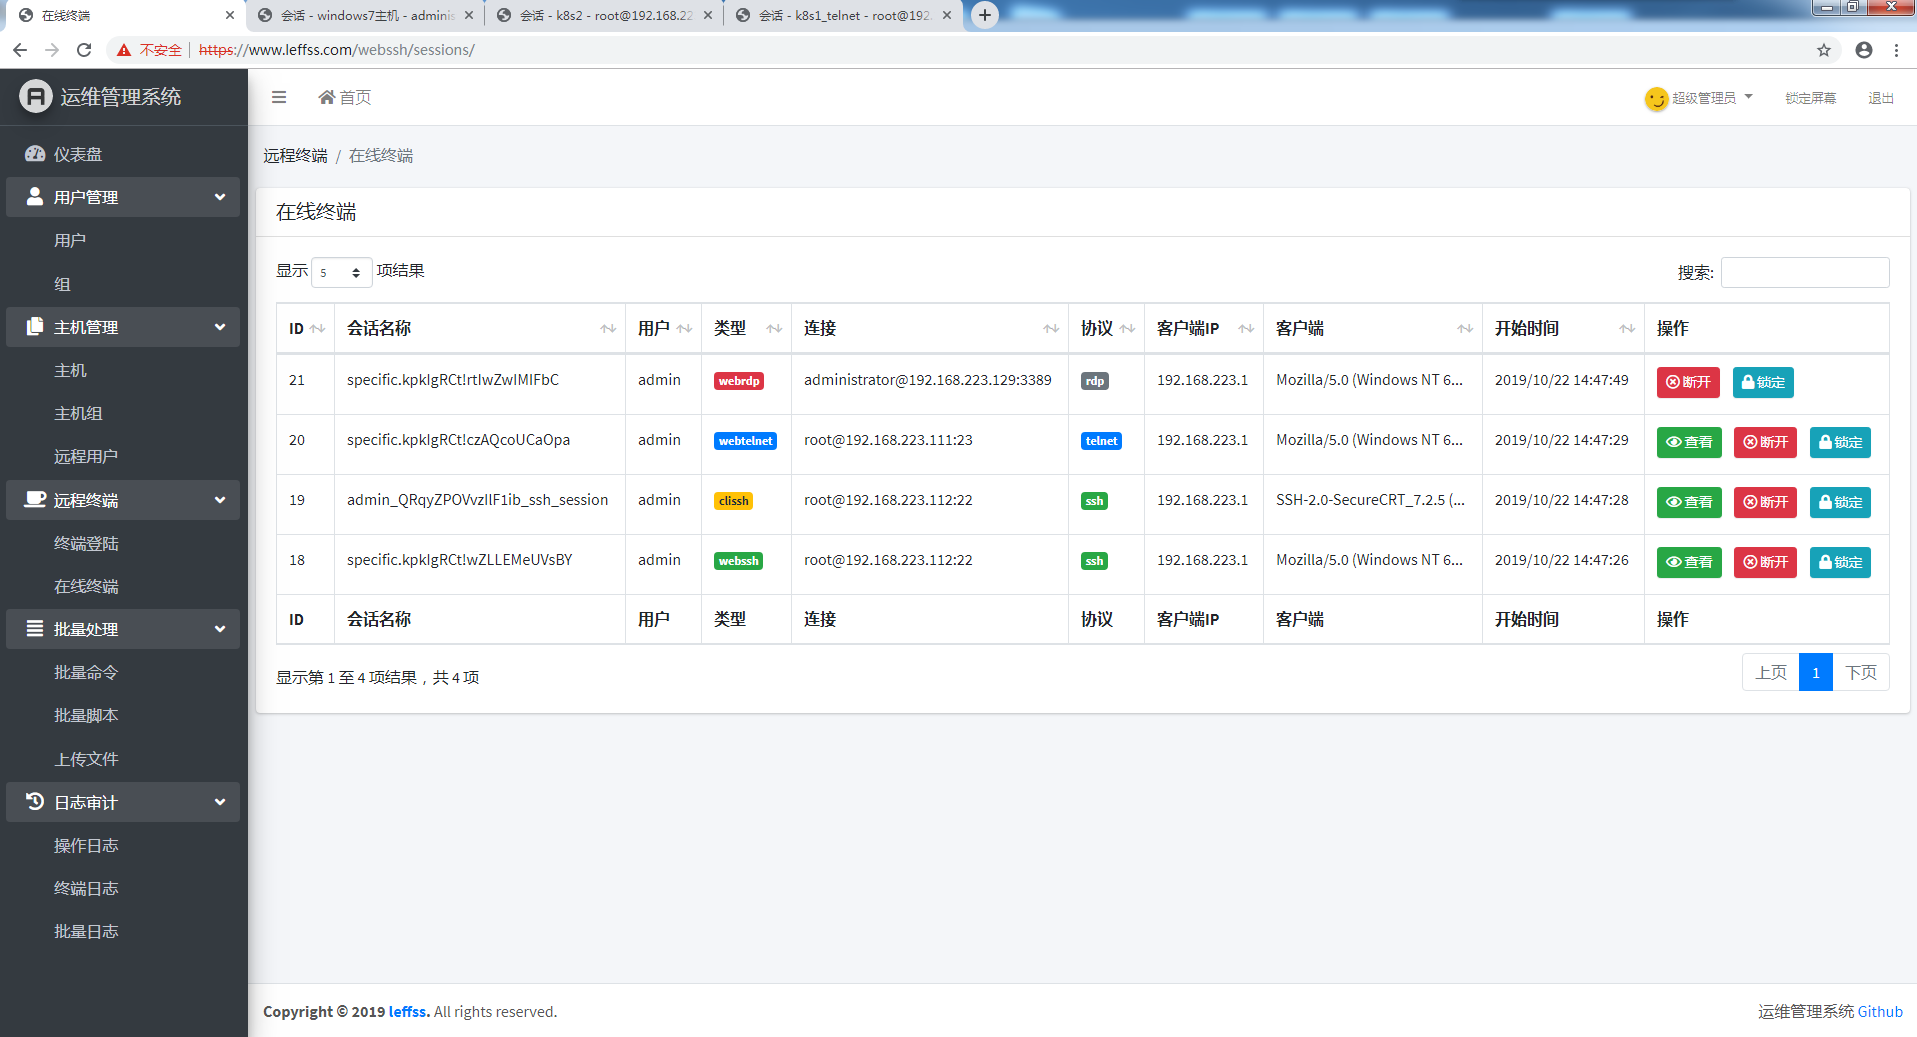 在线终端
会话 - windows7主机 - adminis
会话 - k8s2 - root@192.168.22
会话 - k8s1_telnet - root@192.
不安全 https://www.leffss.com/webssh/sessions/
运维管理系统
首页
超级管理员
锁定屏幕
退出
仪表盘
用户管理
用户
组
主机管理
主机
主机组
远程用户
远程终端
终端登陆
在线终端
批量处理
批量命令
批量脚本
上传文件
日志审计
操作日志
终端日志
批量日志
远程终端 / 在线终端
在线终端
显示 5 项结果
搜索:
ID 会话名称 用户 类型 连接 协议 客户端IP 客户端 开始时间 操作
21 specific.kpklgRCt!rtIwZwIMIFbC admin webrdp administrator@192.168.223.129:3389 rdp 192.168.223.1 Mozilla/5.0 (Windows NT 6... 2019/10/22 14:47:49 断开 锁定
20 specific.kpklgRCt!czAQcoUCaOpa admin webtelnet root@192.168.223.111:23 telnet 192.168.223.1 Mozilla/5.0 (Windows NT 6... 2019/10/22 14:47:29 查看 断开 锁定
19 admin_QRqyZPOVvzIlF1ib_ssh_session admin clissh root@192.168.223.112:22 ssh 192.168.223.1 SSH-2.0-SecureCRT_7.2.5 (... 2019/10/22 14:47:28 查看 断开 锁定
18 specific.kpklgRCt!wZLLEMeUVsBY admin webssh root@192.168.223.112:22 ssh 192.168.223.1 Mozilla/5.0 (Windows NT 6... 2019/10/22 14:47:26 查看 断开 锁定
ID 会话名称 用户 类型 连接 协议 客户端IP 客户端 开始时间 操作
显示第 1 至 4 项结果，共 4 项
上页 1 下页
Copyright © 2019 leffss. All rights reserved.
运维管理系统 Github